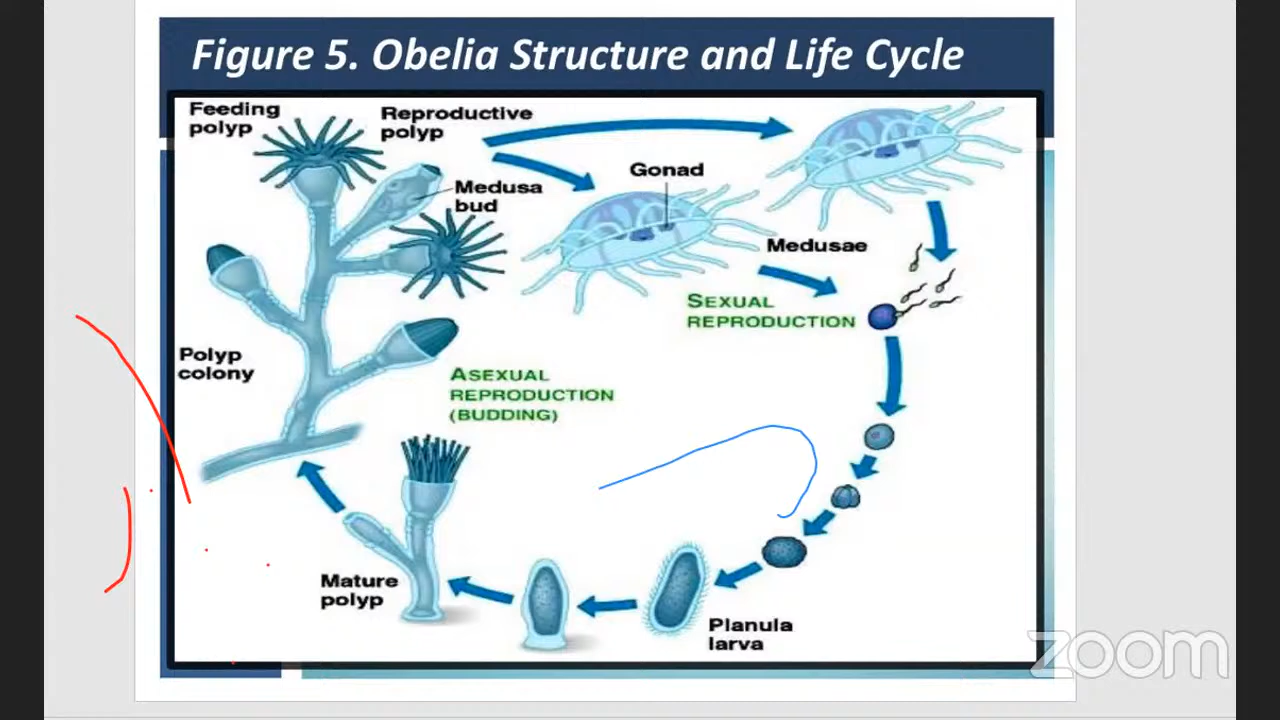 Figure 5. Obelia Structure and Life Cycle
Feeding
polyp
Reproductive
polyp
Medusa
bud
Gonad
Medusae
SEXUAL
REPRODUCTION
Polyp
colony
ASEXUAL
REPRODUCTION
(BUDDING)
Mature
polyp
Planula
larva
zoom